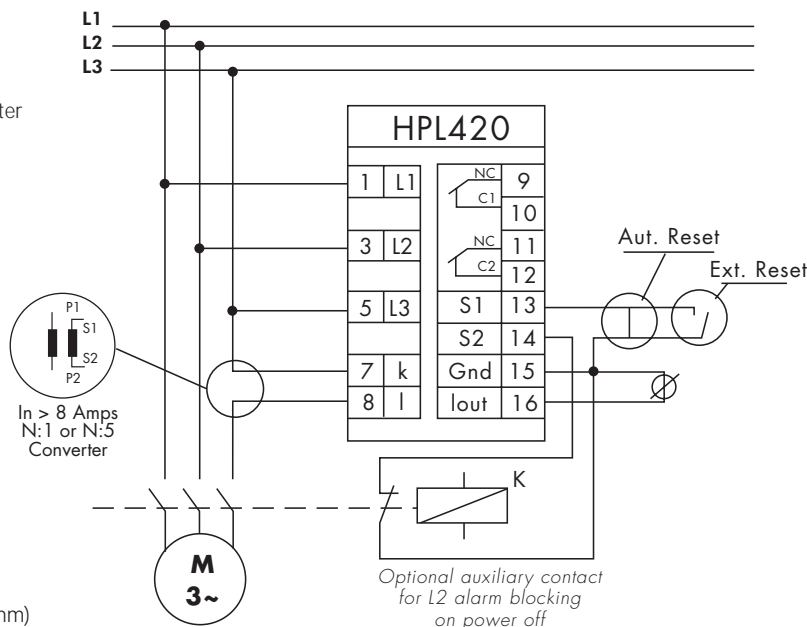 L1
L2
L3
ter
HPL420
1 L1
3 L2
5 L3
7 k
8 l
NC 9
C1
10
NC 11
C2
12
S1 13
S2 14
Gnd 15
Iout 16
Aut. Reset
Ext. Reset
P1
S1
S2
P2
In > 8 Amps
N:1 or N:5
Converter
K
M
3~
Optional auxiliary contact
for L2 alarm blocking
on power off
nm)